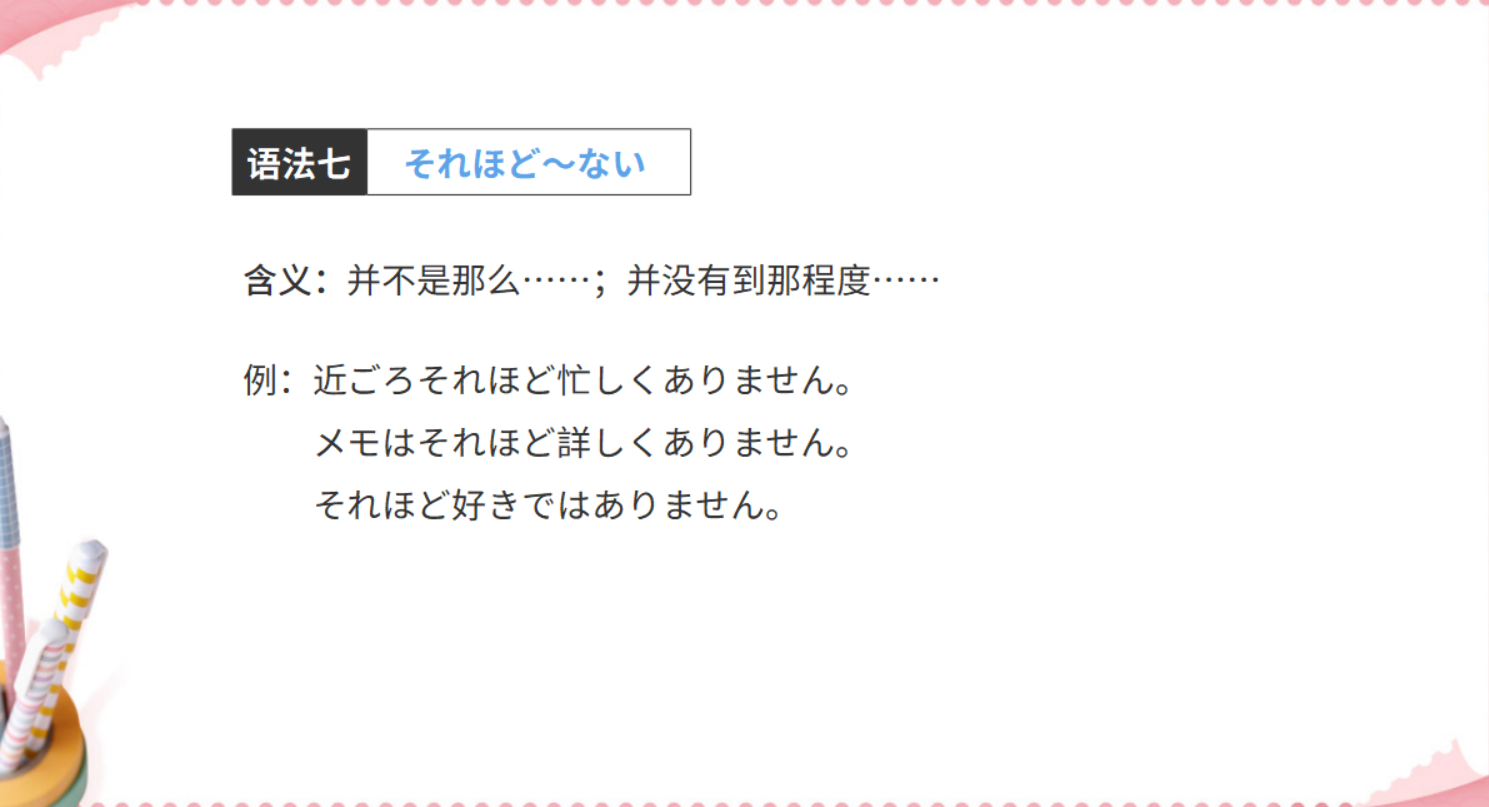 语法七 それほど～ない
含义：并不是那么……；并没有到那程度……
例：近ごろそれほど忙しくありません。
メモはそれほど詳しくありません。
それほど好きではありません。